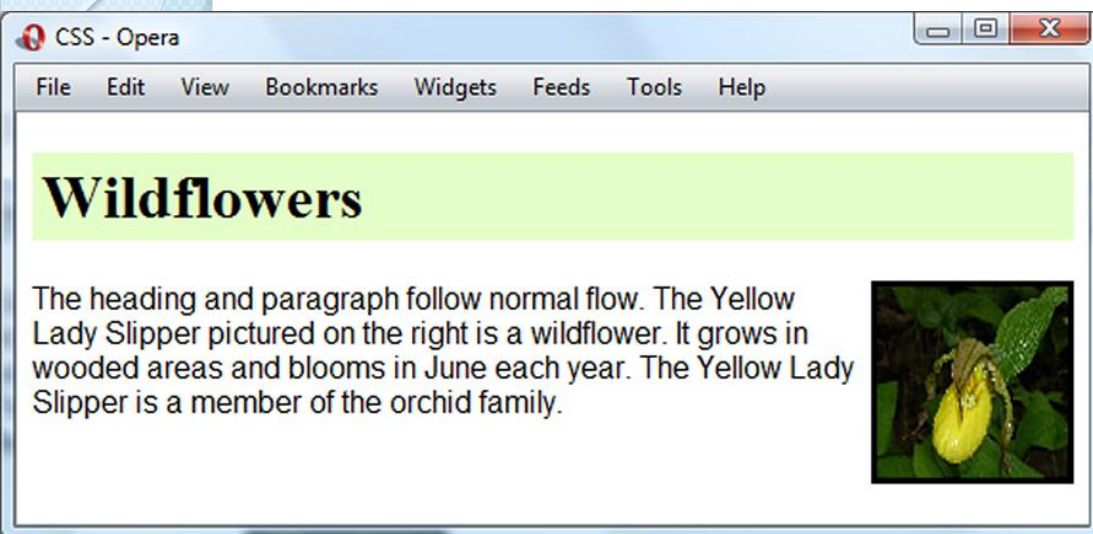 CSS - Opera
File Edit View Bookmarks Widgets Feeds Tools Help
Wildflowers
The heading and paragraph follow normal flow. The Yellow
Lady Slipper pictured on the right is a wildflower. It grows in
wooded areas and blooms in June each year. The Yellow Lady
Slipper is a member of the orchid family.